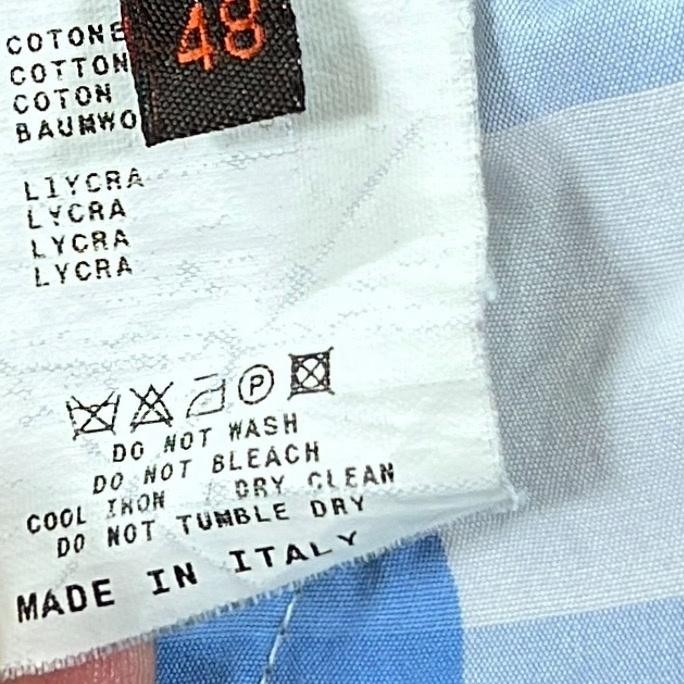 48
COTONE
COTTON
COTON
BAUMWO
LIYCRA
LYCRA
LYCRA
LYCRA
P
DO NOT WASH
DO NOT BLEACH
COOL IRON / DRY CLEAN
DO NOT TUMBLE DRY
MADE IN ITALY